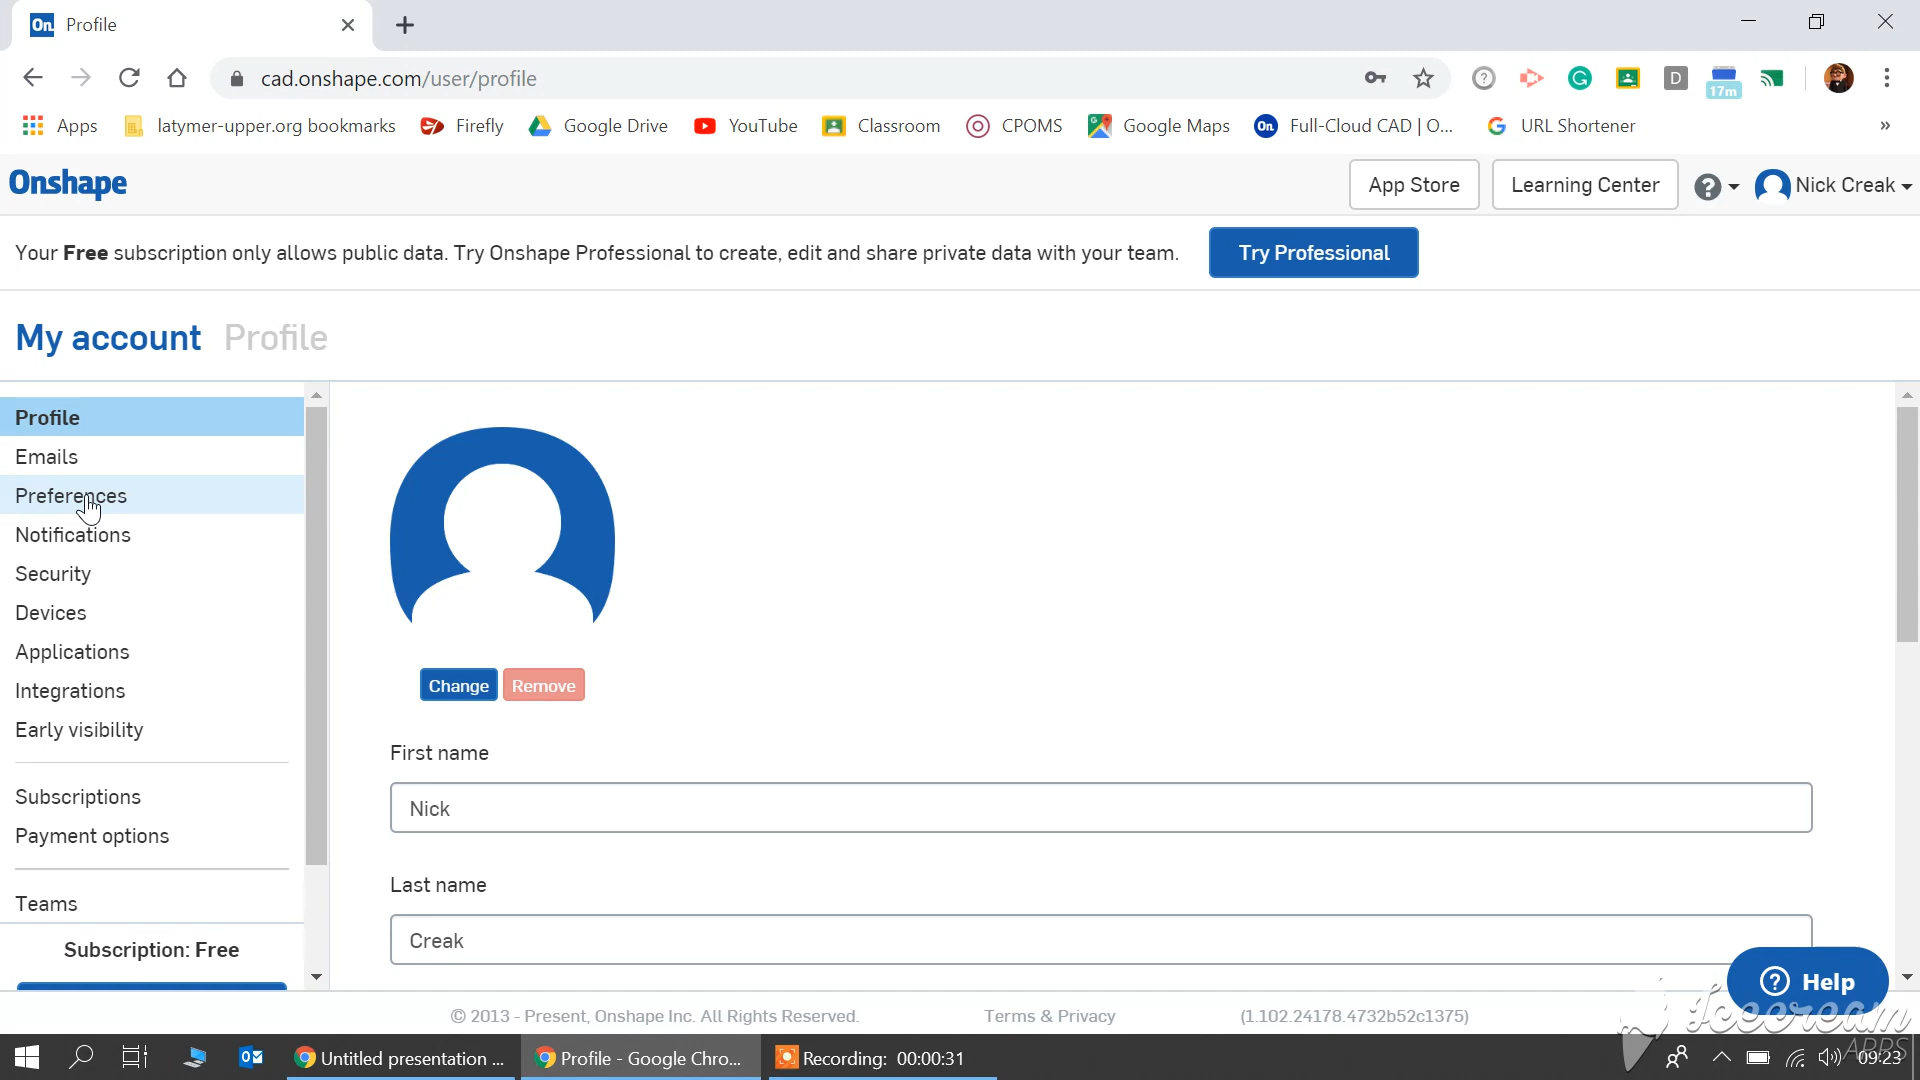 On. Profile
cad.onshape.com/user/profile
17m
D
Apps latymer-upper.org bookmarks Firefly Google Drive YouTube Classroom CPOMS Google Maps On Full-Cloud CAD | O... URL Shortener »
Onshape App Store Learning Center Nick Creak
Your Free subscription only allows public data. Try Onshape Professional to create, edit and share private data with your team. Try Professional
My account Profile
Profile
Emails
Preferences
Notifications
Security
Devices
Applications
Integrations
Early visibility
Subscriptions
Payment options
Teams
Subscription: Free
Change Remove
First name
Nick
Last name
Creak
Help
© 2013 - Present, Onshape Inc. All Rights Reserved. Terms & Privacy (1.102.24178.4732b52c1375)
Icecream
APPS
Untitled presentation ... Profile - Google Chro... Recording: 00:00:31 09:23